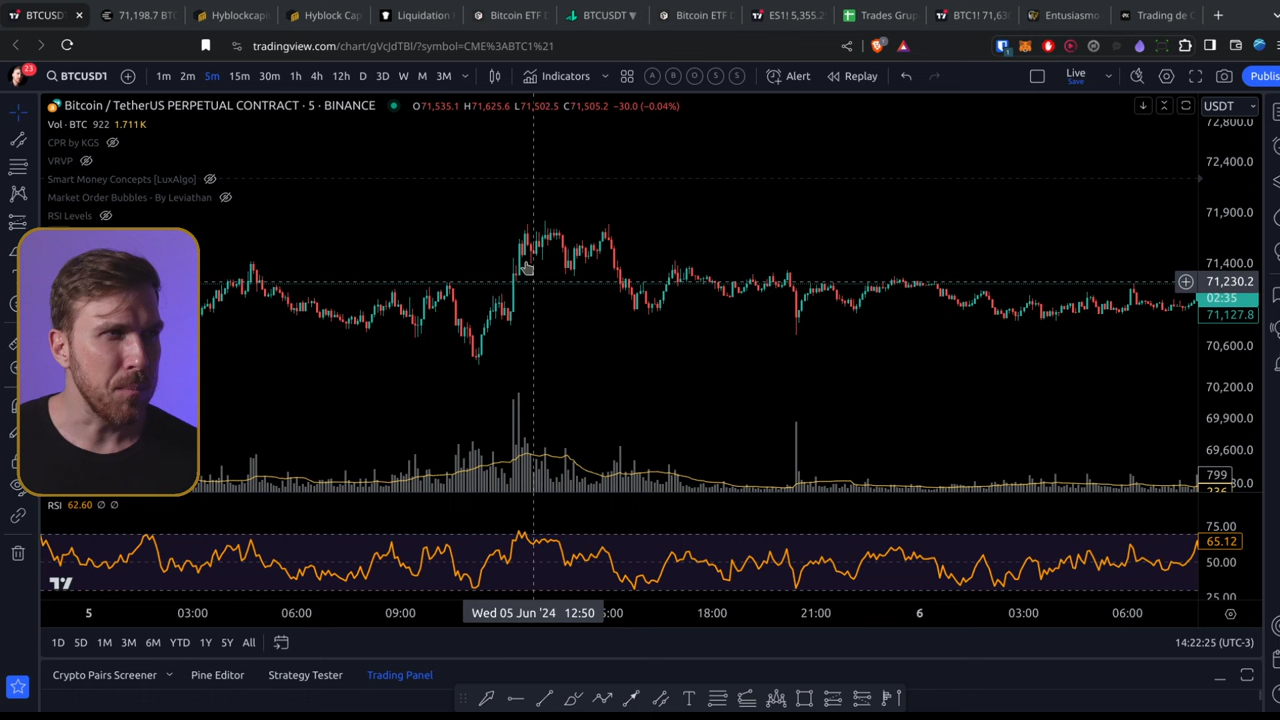 BTCUSD1
71,198.7 BTC
Hyblockcapi
Hyblock Cap
Liquidation
Bitcoin ETF D
BTCUSDT ▼
Bitcoin ETF D
ES1! 5,355.2
Trades Grup
BTC1! 71,63
Entusiasmo
Trading de C
tradingview.com/chart/gVcJdTBl/?symbol=CME%3ABTC1%21
23
BTCUSD1
1m 2m 5m 15m 30m 1h 4h 12h D 3D W M 3M
Indicators
A B O S S
Alert
Replay
Live
Save
Publis
Bitcoin / TetherUS PERPETUAL CONTRACT · 5 · BINANCE
O71,535.1 H71,625.6 L71,502.5 C71,505.2 −30.0 (−0.04%)
USDT
Vol · BTC 922 1.711K
CPR by KGS
VRVP
Smart Money Concepts [LuxAlgo]
Market Order Bubbles - By Leviathan
RSI Levels
72,800.0
72,400.0
71,900.0
71,400.0
71,230.2
02:35
71,127.8
70,600.0
70,200.0
69,900.0
69,600.0
799
236
RSI 62.60 ∅ ∅
75.00
65.12
50.00
25.00
5 03:00 06:00 09:00 Wed 05 Jun '24 12:50 18:00 21:00 6 03:00 06:00
1D 5D 1M 3M 6M YTD 1Y 5Y All
14:22:25 (UTC-3)
Crypto Pairs Screener
Pine Editor
Strategy Tester
Trading Panel